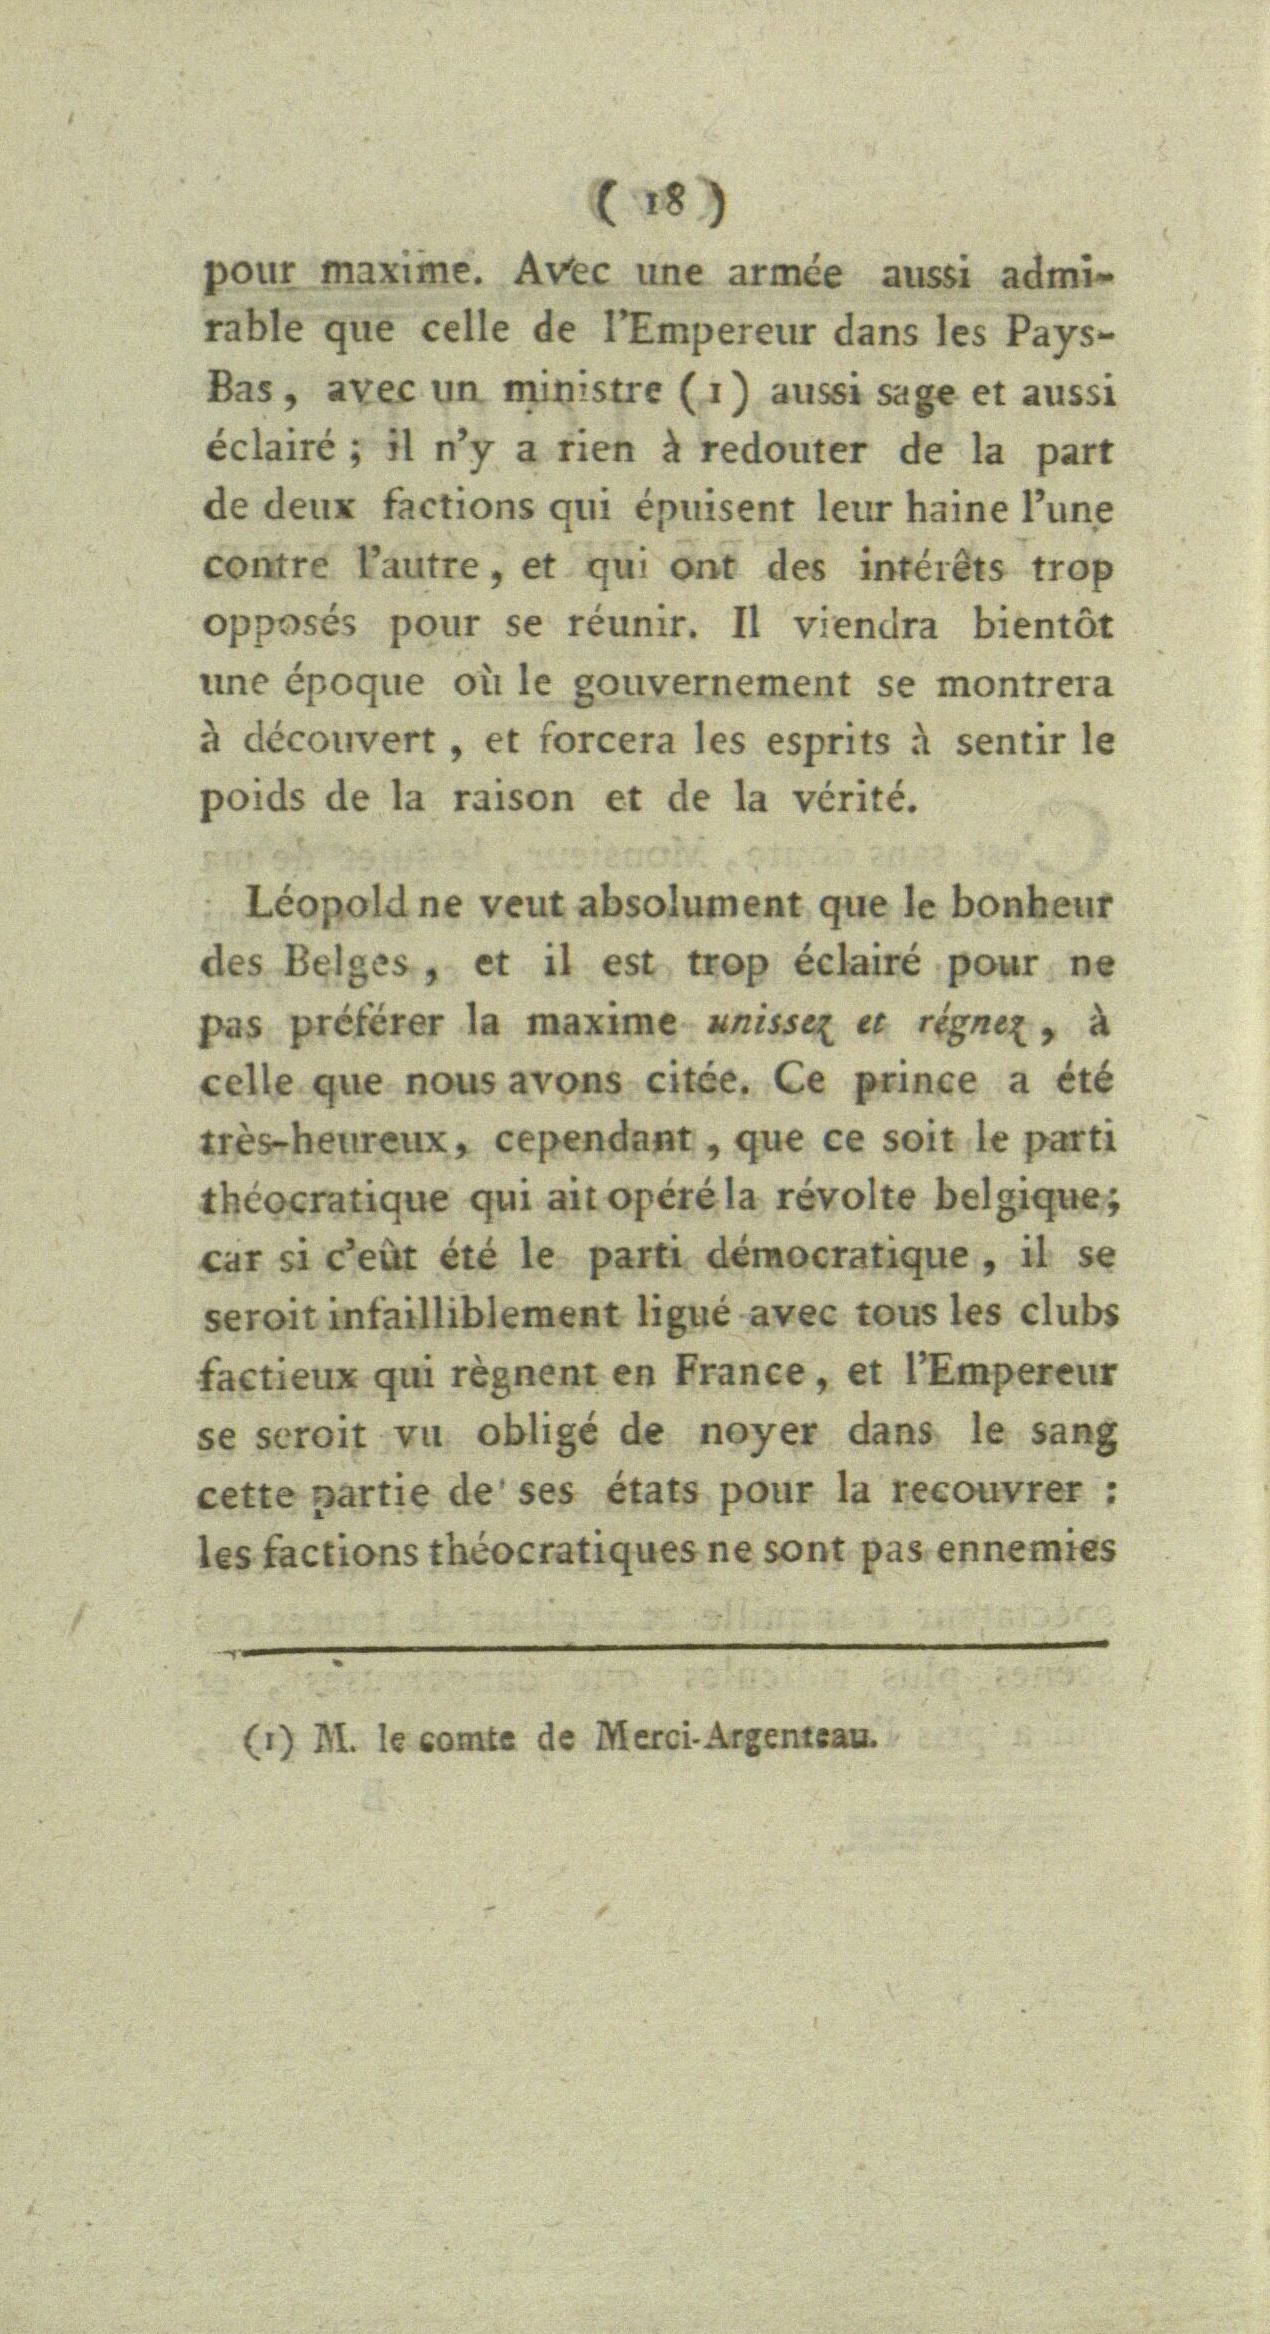 ( 18 )
pour maxime. Avec une armée aussi admi-
rable que celle de l'Empereur dans les Pays-
Bas, avec un ministre (1) aussi sage et aussi
éclairé ; il n'y a rien à redouter de la part
de deux factions qui épuisent leur haine l'une
contre l'autre, et qui ont des intérêts trop
opposés pour se réunir. Il viendra bientôt
une époque où le gouvernement se montrera
à découvert, et forcera les esprits à sentir le
poids de la raison et de la vérité.
Léopold ne veut absolument que le bonheur
des Belges, et il est trop éclairé pour ne
pas préférer la maxime unissez et régnez, à
celle que nous avons citée. Ce prince a été
très-heureux, cependant, que ce soit le parti
théocratique qui ait opéré la révolte belgique;
car si c'eût été le parti démocratique, il se
seroit infailliblement ligué avec tous les clubs
factieux qui règnent en France, et l'Empereur
se seroit vu obligé de noyer dans le sang
cette partie de ses états pour la recouvrer :
les factions théocratiques ne sont pas ennemies
(1) M. le comte de Merci-Argenteau.